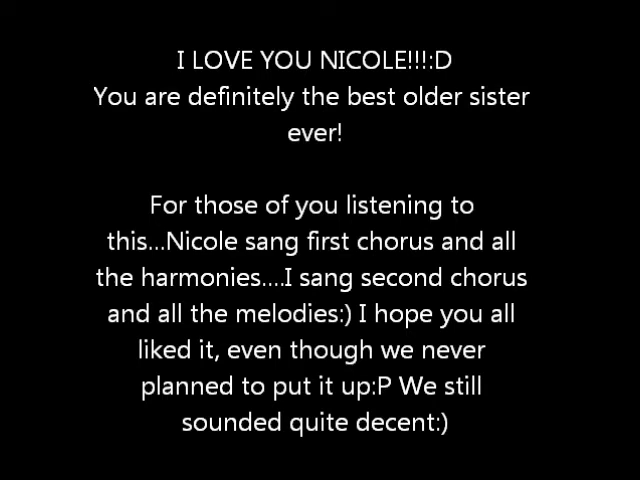 I LOVE YOU NICOLE!!!:D
You are definitely the best older sister
ever!
For those of you listening to
this...Nicole sang first chorus and all
the harmonies....I sang second chorus
and all the melodies:) I hope you all
liked it, even though we never
planned to put it up:P We still
sounded quite decent:)